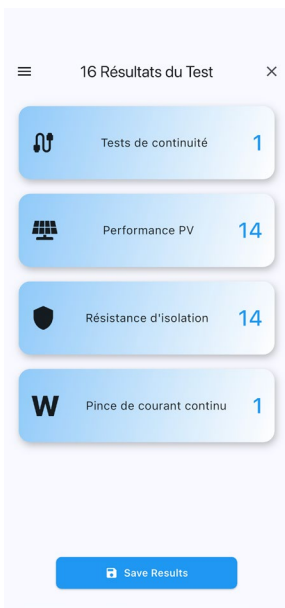 16 Résultats du Test
Tests de continuité 1
Performance PV 14
Résistance d'isolation 14
W Pince de courant continu 1
Save Results